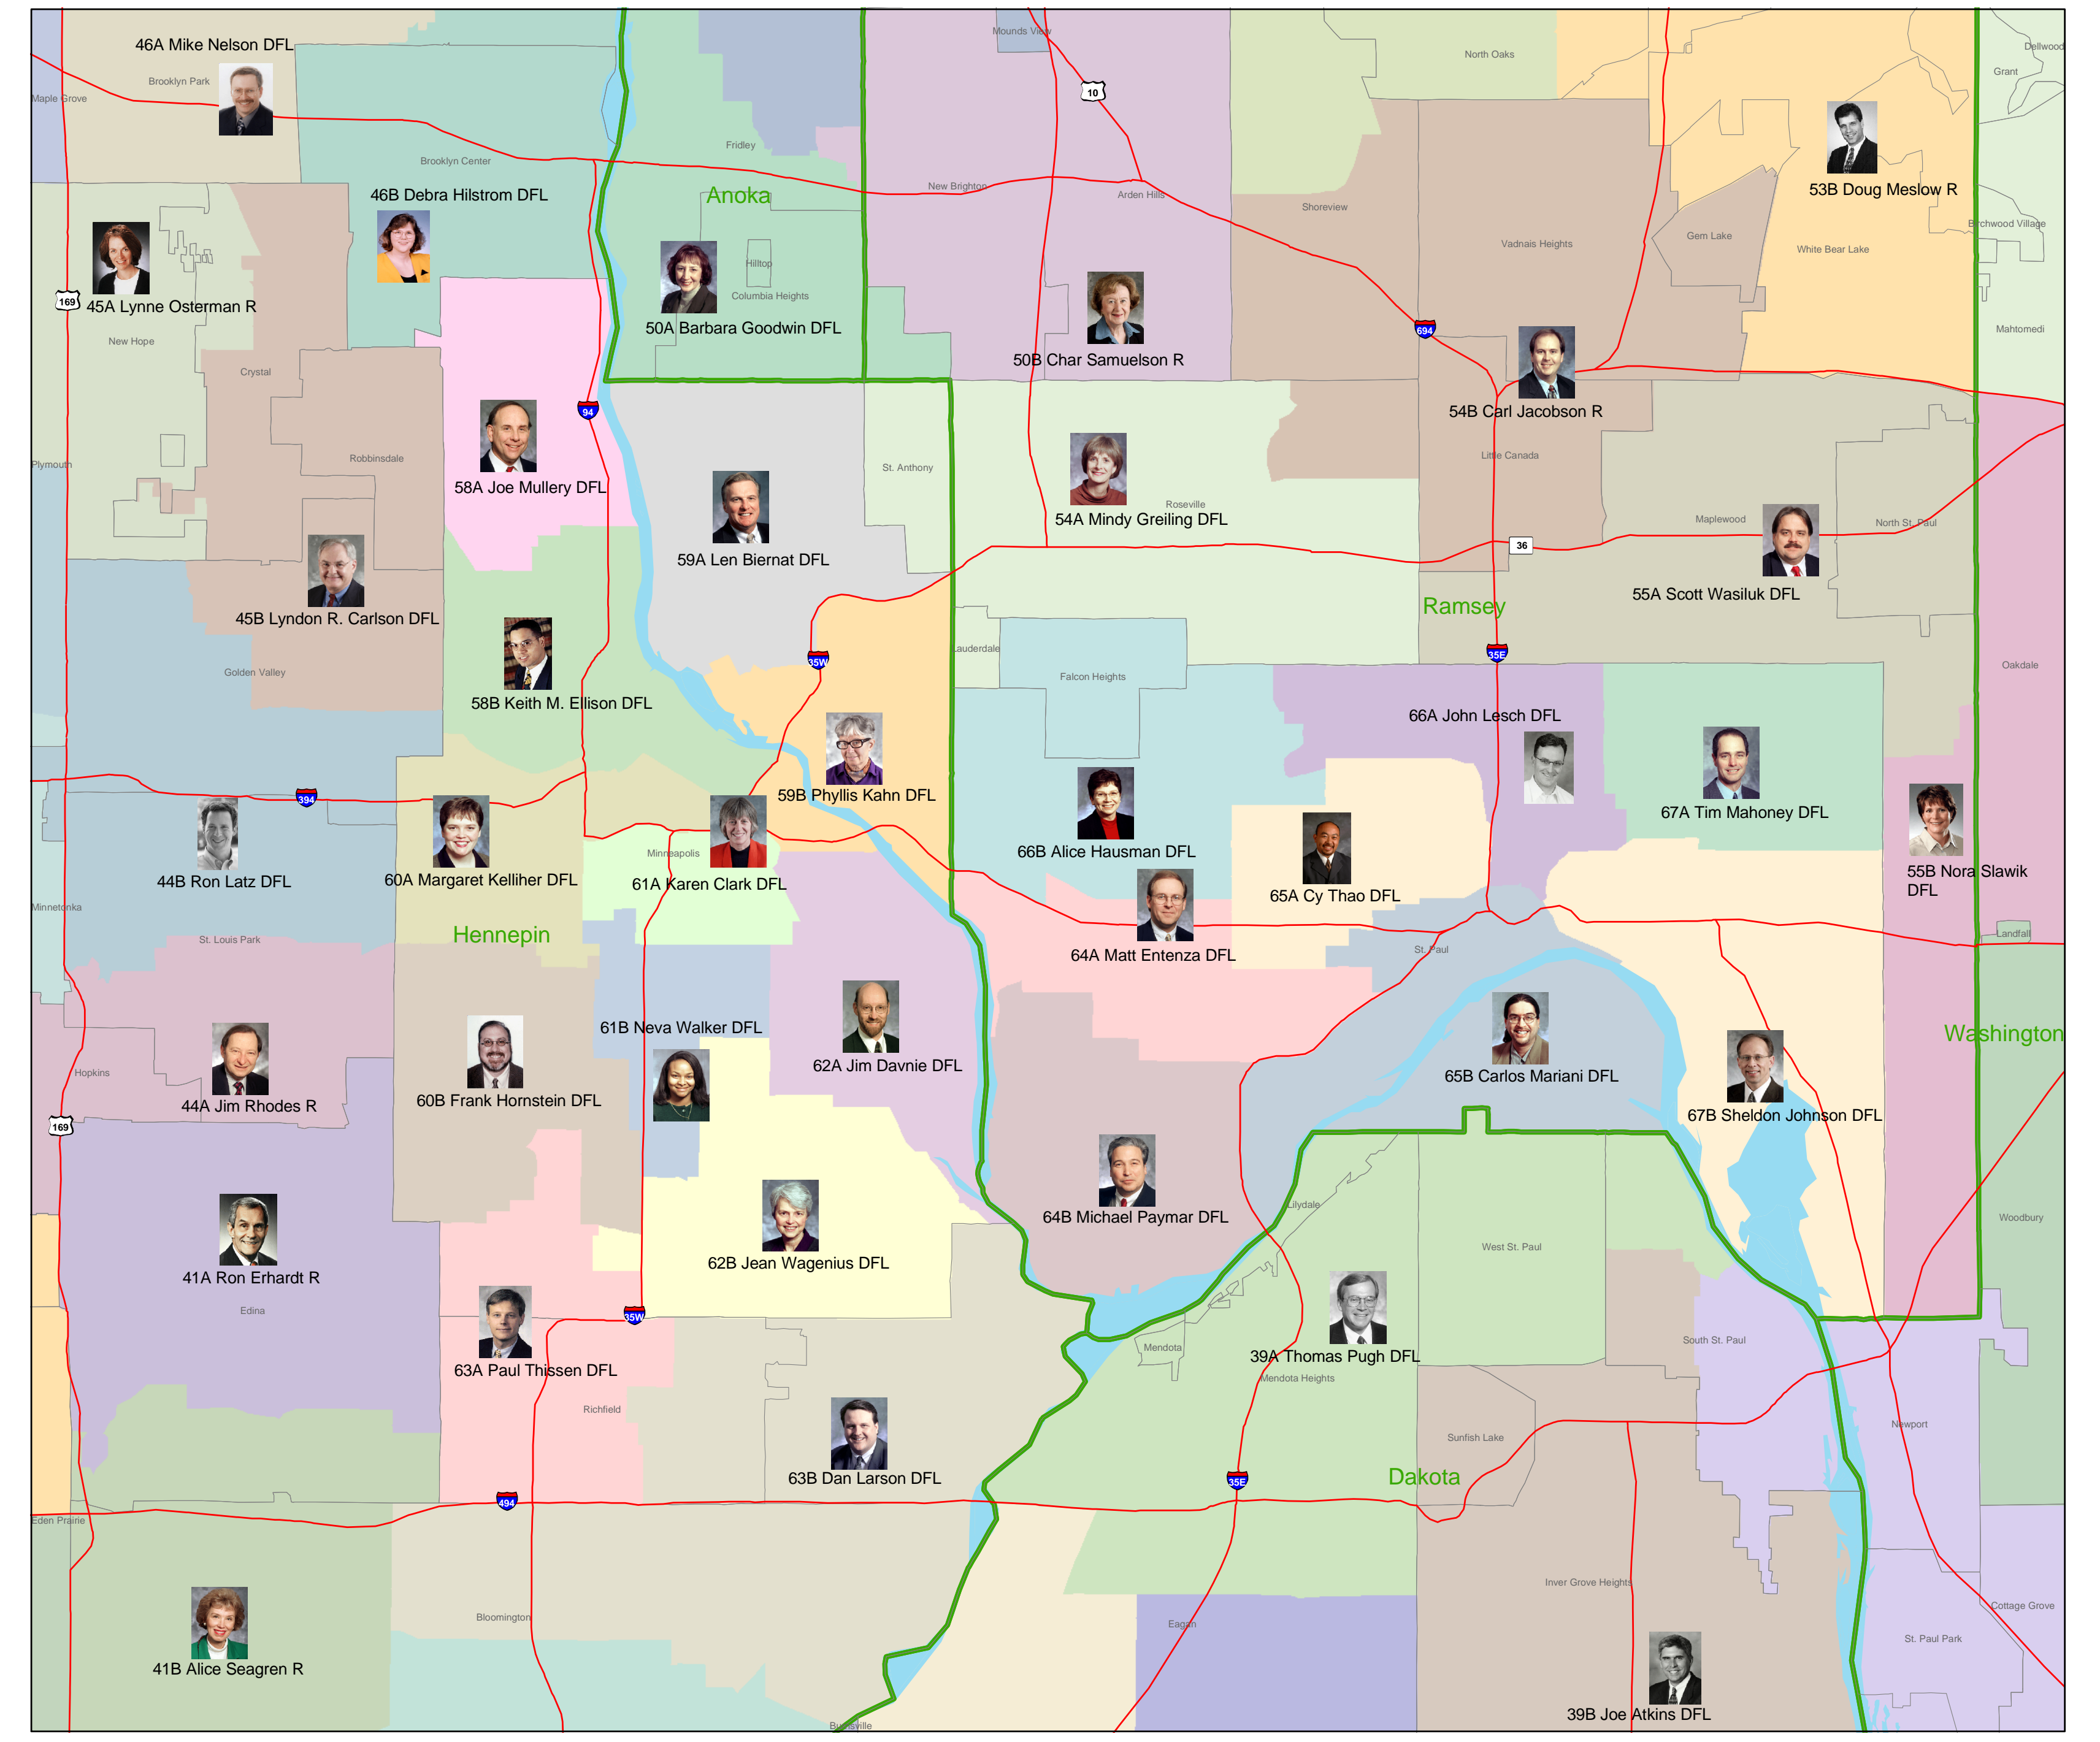 46A Mike Nelson DFL
Brooklyn Park
Maple Grove
Mounds View
10
North Oaks
Dellwood
Grant
53B Doug Meslow R
Brooklyn Center
Fridley
46B Debra Hilstrom DFL
Anoka
New Brighton
Arden Hills
Shoreview
Vadnais Heights
Gem Lake
White Bear Lake
Birchwood Village
169
45A Lynne Osterman R
Hilltop
Columbia Heights
50A Barbara Goodwin DFL
50B Char Samuelson R
694
Mahtomedi
New Hope
Crystal
94
54B Carl Jacobson R
Plymouth
Robbinsdale
58A Joe Mullery DFL
St. Anthony
Little Canada
54A Mindy Greiling DFL
Roseville
Maplewood
North St. Paul
36
59A Len Biernat DFL
55A Scott Wasiluk DFL
45B Lyndon R. Carlson DFL
Ramsey
Golden Valley
58B Keith M. Ellison DFL
35W
Lauderdale
Falcon Heights
35E
Oakdale
66A John Lesch DFL
394
59B Phyllis Kahn DFL
67A Tim Mahoney DFL
44B Ron Latz DFL
60A Margaret Kelliher DFL
Minneapolis
61A Karen Clark DFL
66B Alice Hausman DFL
65A Cy Thao DFL
55B Nora Slawik
DFL
Minnetonka
St. Louis Park
Hennepin
64A Matt Entenza DFL
St. Paul
Landfall
61B Neva Walker DFL
Washington
Hopkins
44A Jim Rhodes R
60B Frank Hornstein DFL
62A Jim Davnie DFL
65B Carlos Mariani DFL
67B Sheldon Johnson DFL
169
64B Michael Paymar DFL
Lilydale
West St. Paul
Woodbury
41A Ron Erhardt R
62B Jean Wagenius DFL
Edina
35W
63A Paul Thissen DFL
Mendota
39A Thomas Pugh DFL
Mendota Heights
South St. Paul
Richfield
Sunfish Lake
Newport
63B Dan Larson DFL
Dakota
35E
494
Eden Prairie
Inver Grove Heights
Bloomington
Eagan
Cottage Grove
St. Paul Park
41B Alice Seagren R
39B Joe Atkins DFL
Burnsville